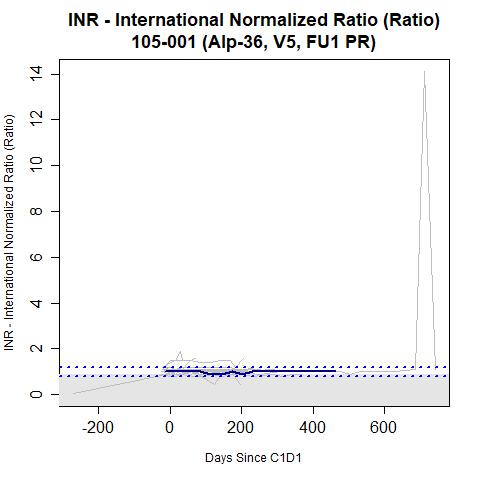 INR - International Normalized Ratio (Ratio)
105-001 (Alp-36, V5, FU1 PR)
INR - International Normalized Ratio (Ratio)
14
12
10
8
6
4
2
0
-200 0 200 400 600
Days Since C1D1